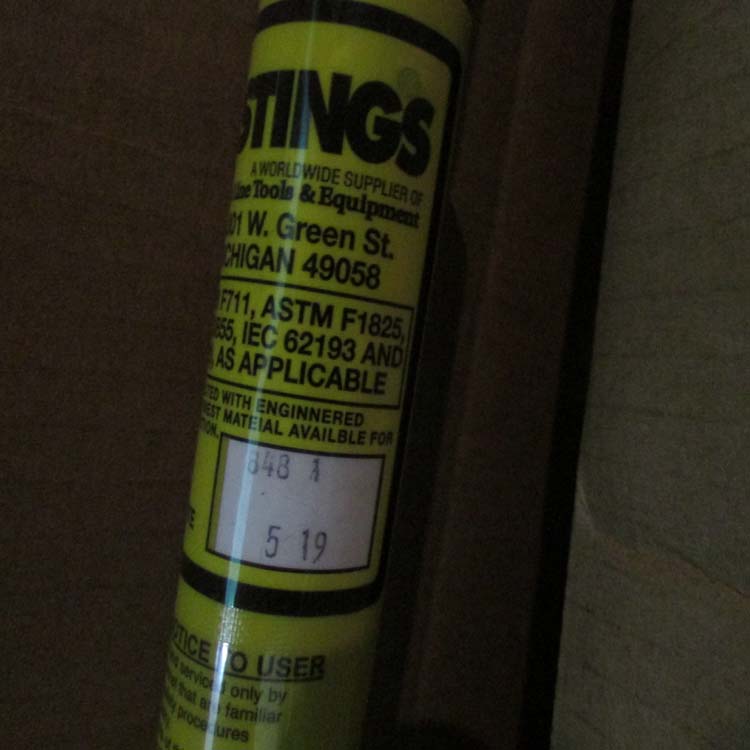 STINGS
A WORLDWIDE SUPPLIER OF
Line Tools & Equipment
01 W. Green St.
CHIGAN 49058
F711, ASTM F1825,
855, IEC 62193 AND
, AS APPLICABLE
TED WITH ENGINNERED
EST MATEIAL AVAILBLE FOR
ION.
848 A
5 19
TICE TO USER
serviced only by
that are familiar
procedures